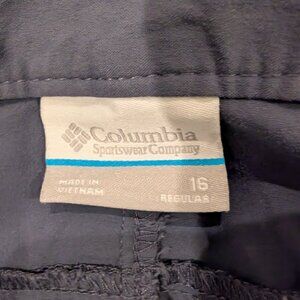 Columbia
Sportswear Company
MADE IN
VIETNAM
16
REGULAR